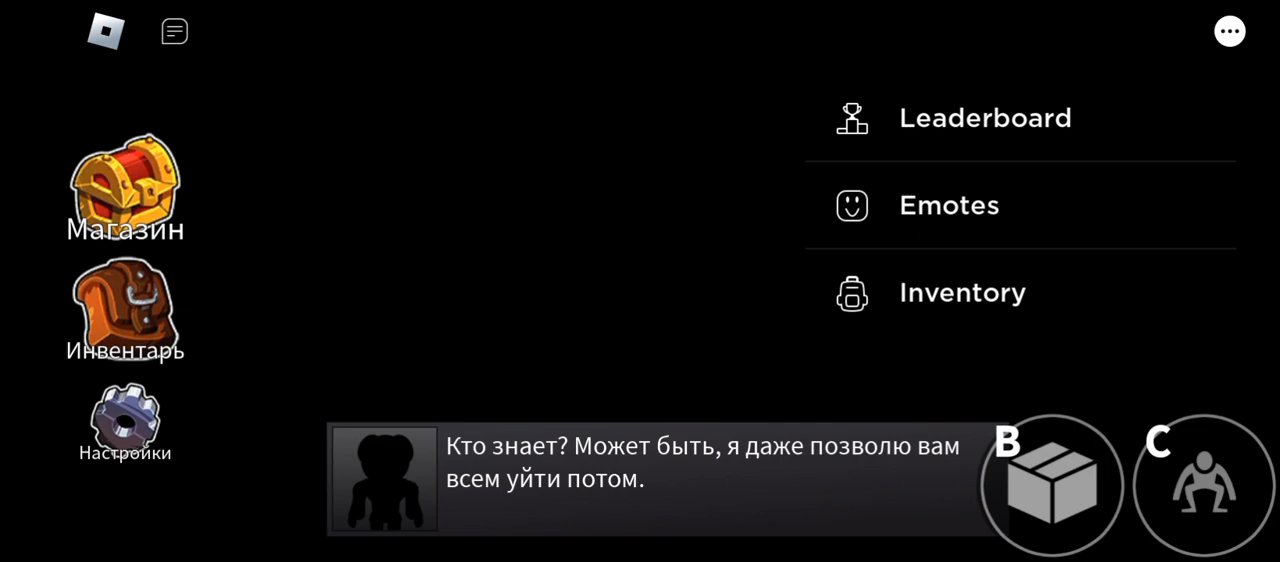 Leaderboard
Emotes
Inventory
Магазин
Инвентарь
Настройки
Кто знает? Может быть, я даже позволю вам
всем уйти потом.
B
C